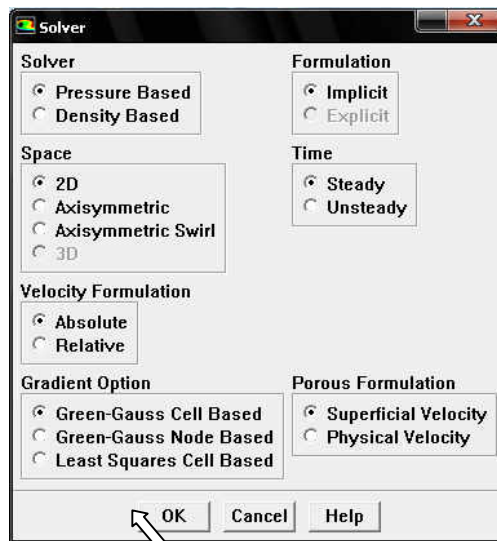 Solver
Solver
Pressure Based
Density Based
Formulation
Implicit
Explicit
Space
2D
Axisymmetric
Axisymmetric Swirl
3D
Time
Steady
Unsteady
Velocity Formulation
Absolute
Relative
Gradient Option
Green-Gauss Cell Based
Green-Gauss Node Based
Least Squares Cell Based
Porous Formulation
Superficial Velocity
Physical Velocity
OK
Cancel
Help